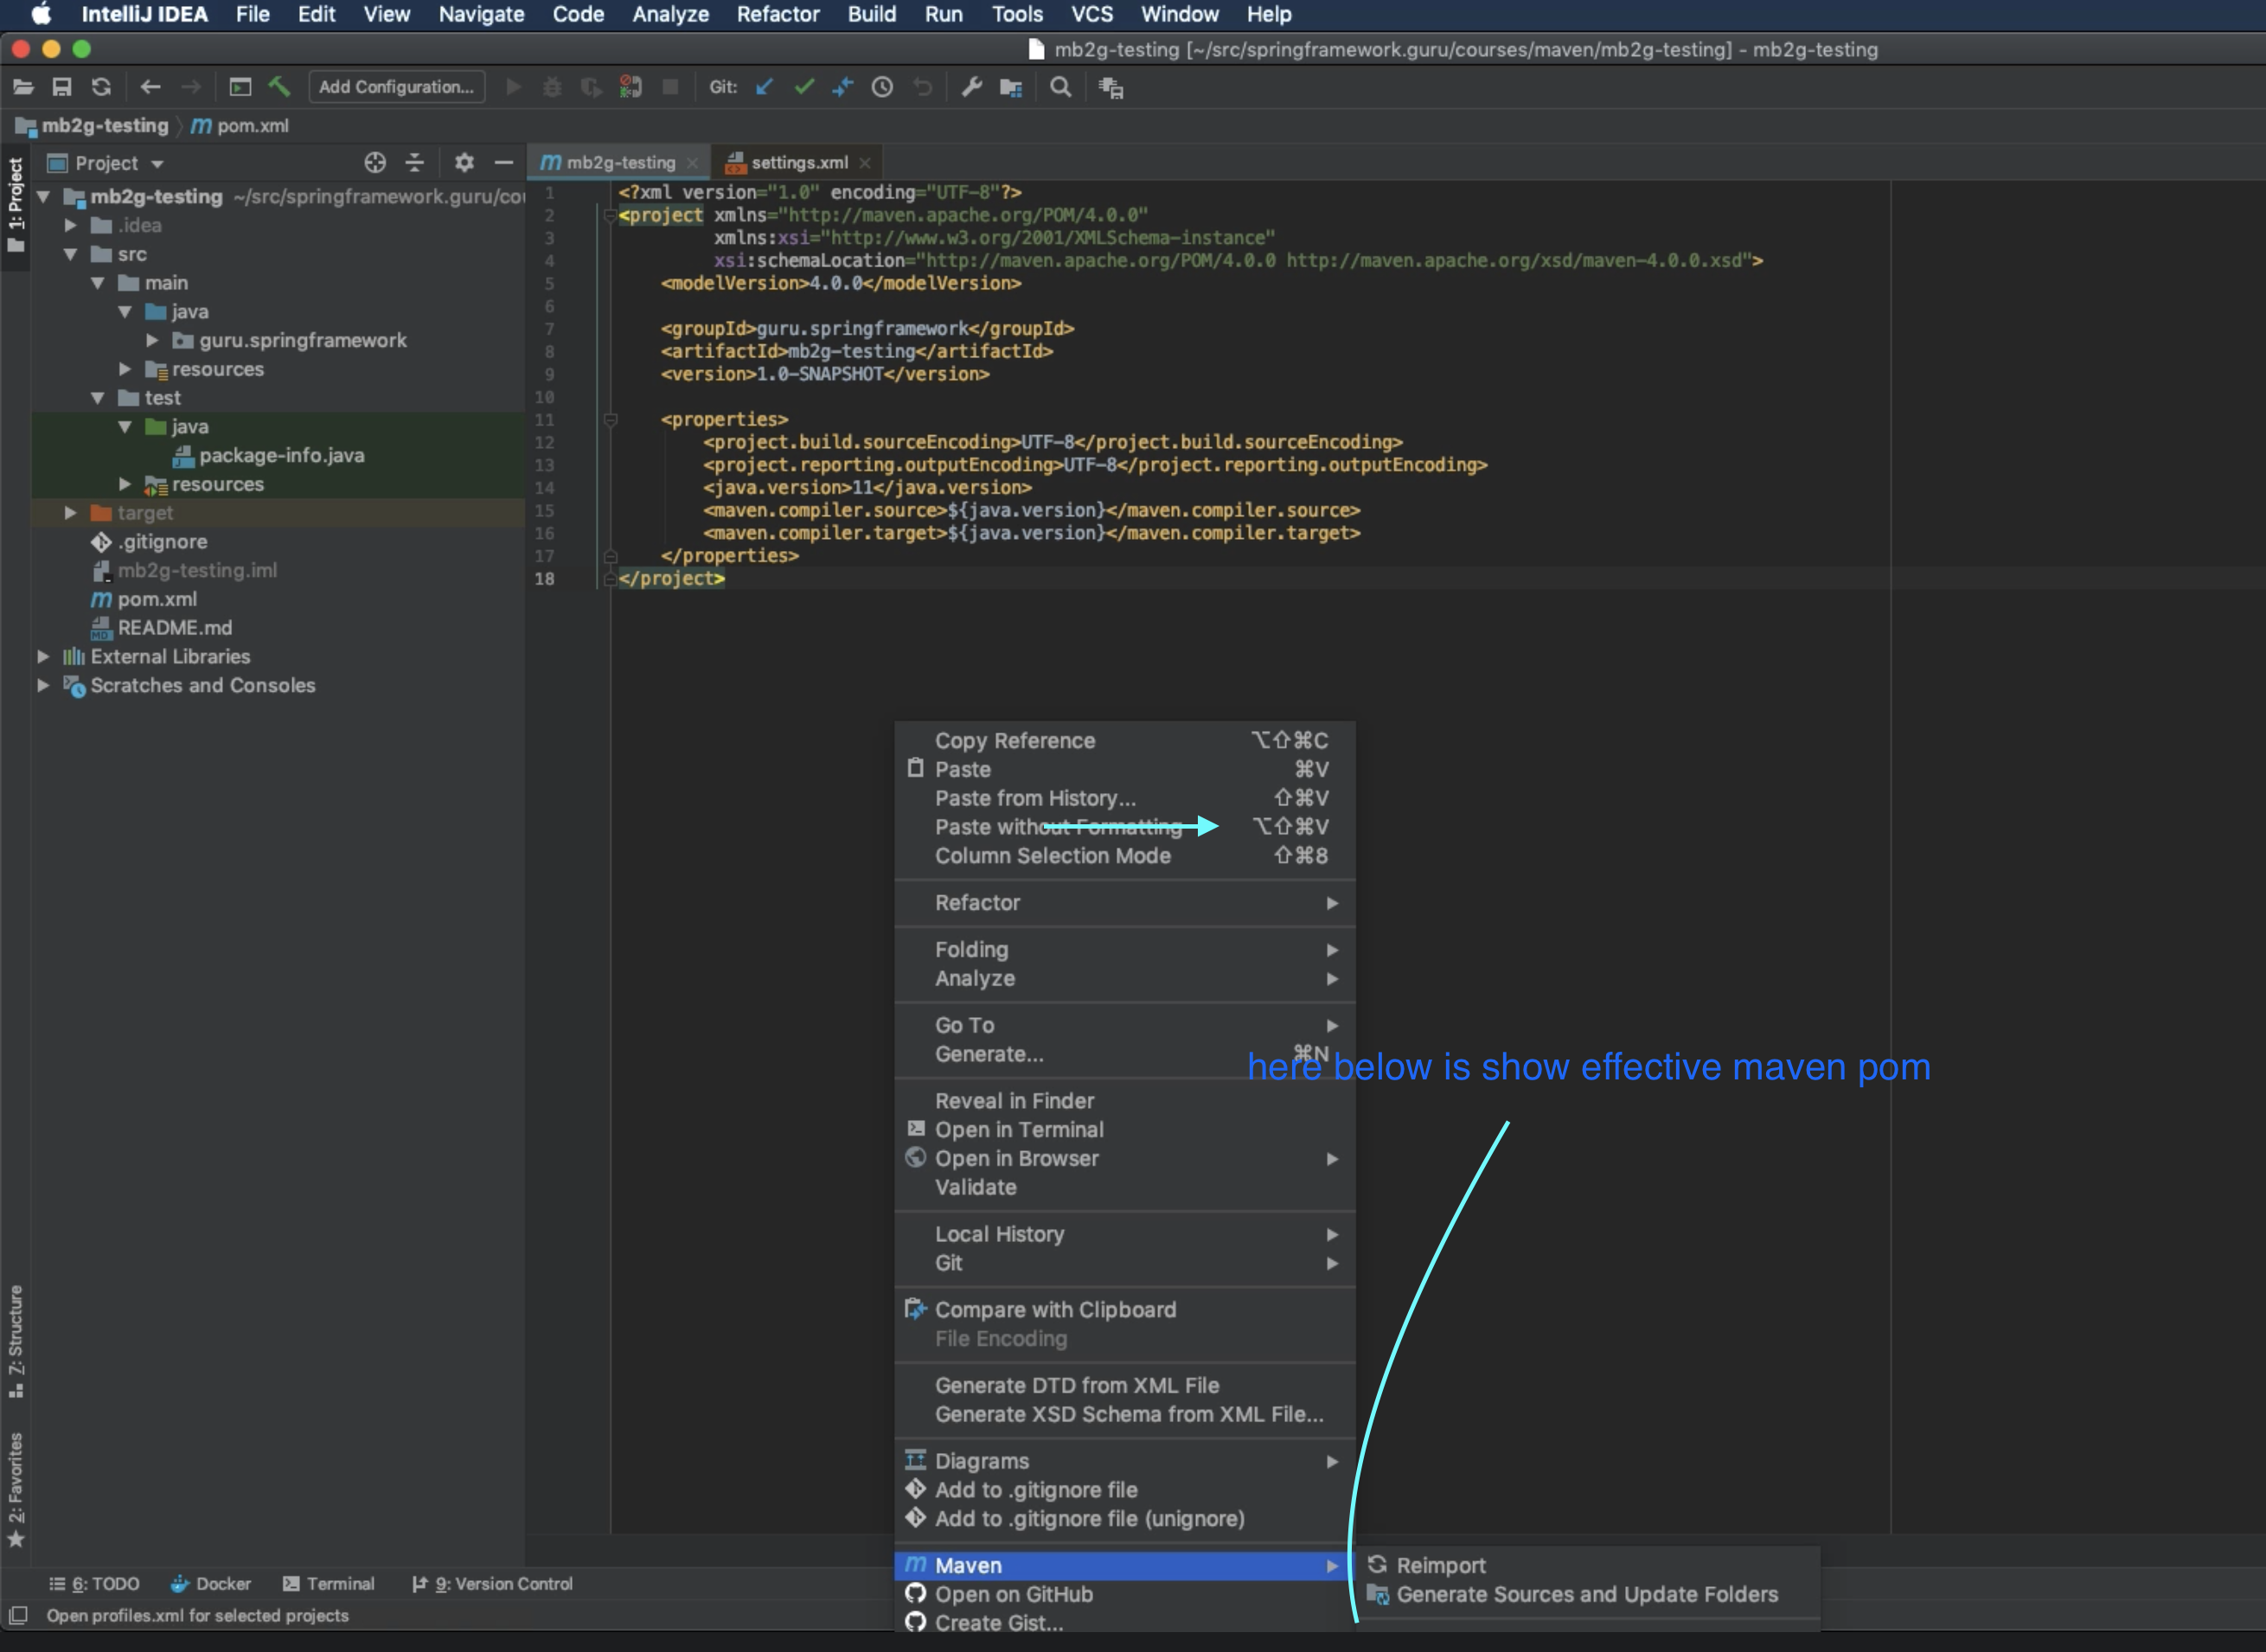 IntelliJ IDEA File Edit View Navigate Code Analyze Refactor Build Run Tools VCS Window Help
mb2g-testing [~/src/springframework.guru/courses/maven/mb2g-testing] - mb2g-testing
Add Configuration... Git:
mb2g-testing pom.xml
1: Project
Project
mb2g-testing ~/src/springframework.guru/cou
.idea
src
main
java
guru.springframework
resources
test
java
package-info.java
resources
target
.gitignore
mb2g-testing.iml
pom.xml
README.md
External Libraries
Scratches and Consoles
mb2g-testing settings.xml
1 <?xml version="1.0" encoding="UTF-8"?>
2 <project xmlns="http://maven.apache.org/POM/4.0.0"
3 xmlns:xsi="http://www.w3.org/2001/XMLSchema-instance"
4 xsi:schemaLocation="http://maven.apache.org/POM/4.0.0 http://maven.apache.org/xsd/maven-4.0.0.xsd">
5 <modelVersion>4.0.0</modelVersion>
6
7 <groupId>guru.springframework</groupId>
8 <artifactId>mb2g-testing</artifactId>
9 <version>1.0-SNAPSHOT</version>
10
11 <properties>
12 <project.build.sourceEncoding>UTF-8</project.build.sourceEncoding>
13 <project.reporting.outputEncoding>UTF-8</project.reporting.outputEncoding>
14 <java.version>11</java.version>
15 <maven.compiler.source>${java.version}</maven.compiler.source>
16 <maven.compiler.target>${java.version}</maven.compiler.target>
17 </properties>
18 </project>
Copy Reference ⌥⇧⌘C
Paste ⌘V
Paste from History... ⇧⌘V
Paste without Formatting ⌥⇧⌘V
Column Selection Mode ⇧⌘8
Refactor
Folding
Analyze
Go To
Generate... ⌘N
here below is show effective maven pom
Reveal in Finder
Open in Terminal
Open in Browser
Validate
Local History
Git
Compare with Clipboard
File Encoding
Generate DTD from XML File
Generate XSD Schema from XML File...
Diagrams
Add to .gitignore file
Add to .gitignore file (unignore)
Maven
Open on GitHub
Create Gist...
Reimport
Generate Sources and Update Folders
7: Structure
2: Favorites
6: TODO Docker Terminal 9: Version Control
Open profiles.xml for selected projects